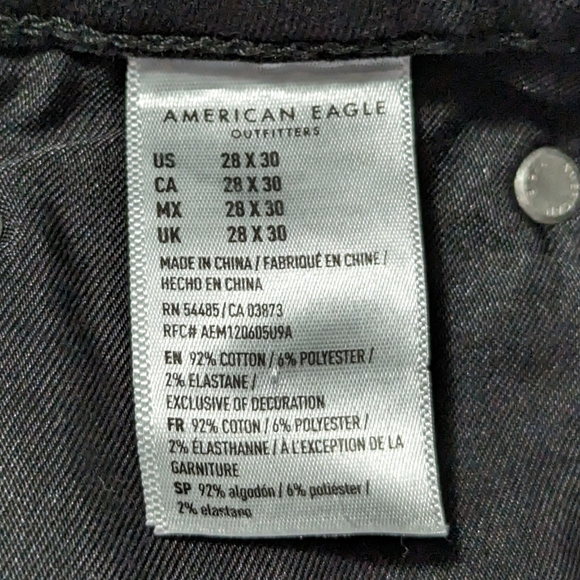 AMERICAN EAGLE
OUTFITTERS
US 28 X 30
CA 28 X 30
MX 28 X 30
UK 28 X 30
MADE IN CHINA / FABRIQUÉ EN CHINE /
HECHO EN CHINA
RN 54485 / CA 03873
RFC# AEM120605U9A
EN 92% COTTON / 6% POLYESTER /
2% ELASTANE /
EXCLUSIVE OF DECORATION
FR 92% COTON / 6% POLYESTER /
2% ÉLASTHANNE / À L'EXCEPTION DE LA
GARNITURE
SP 92% algodón / 6% poliéster /
2% elastano